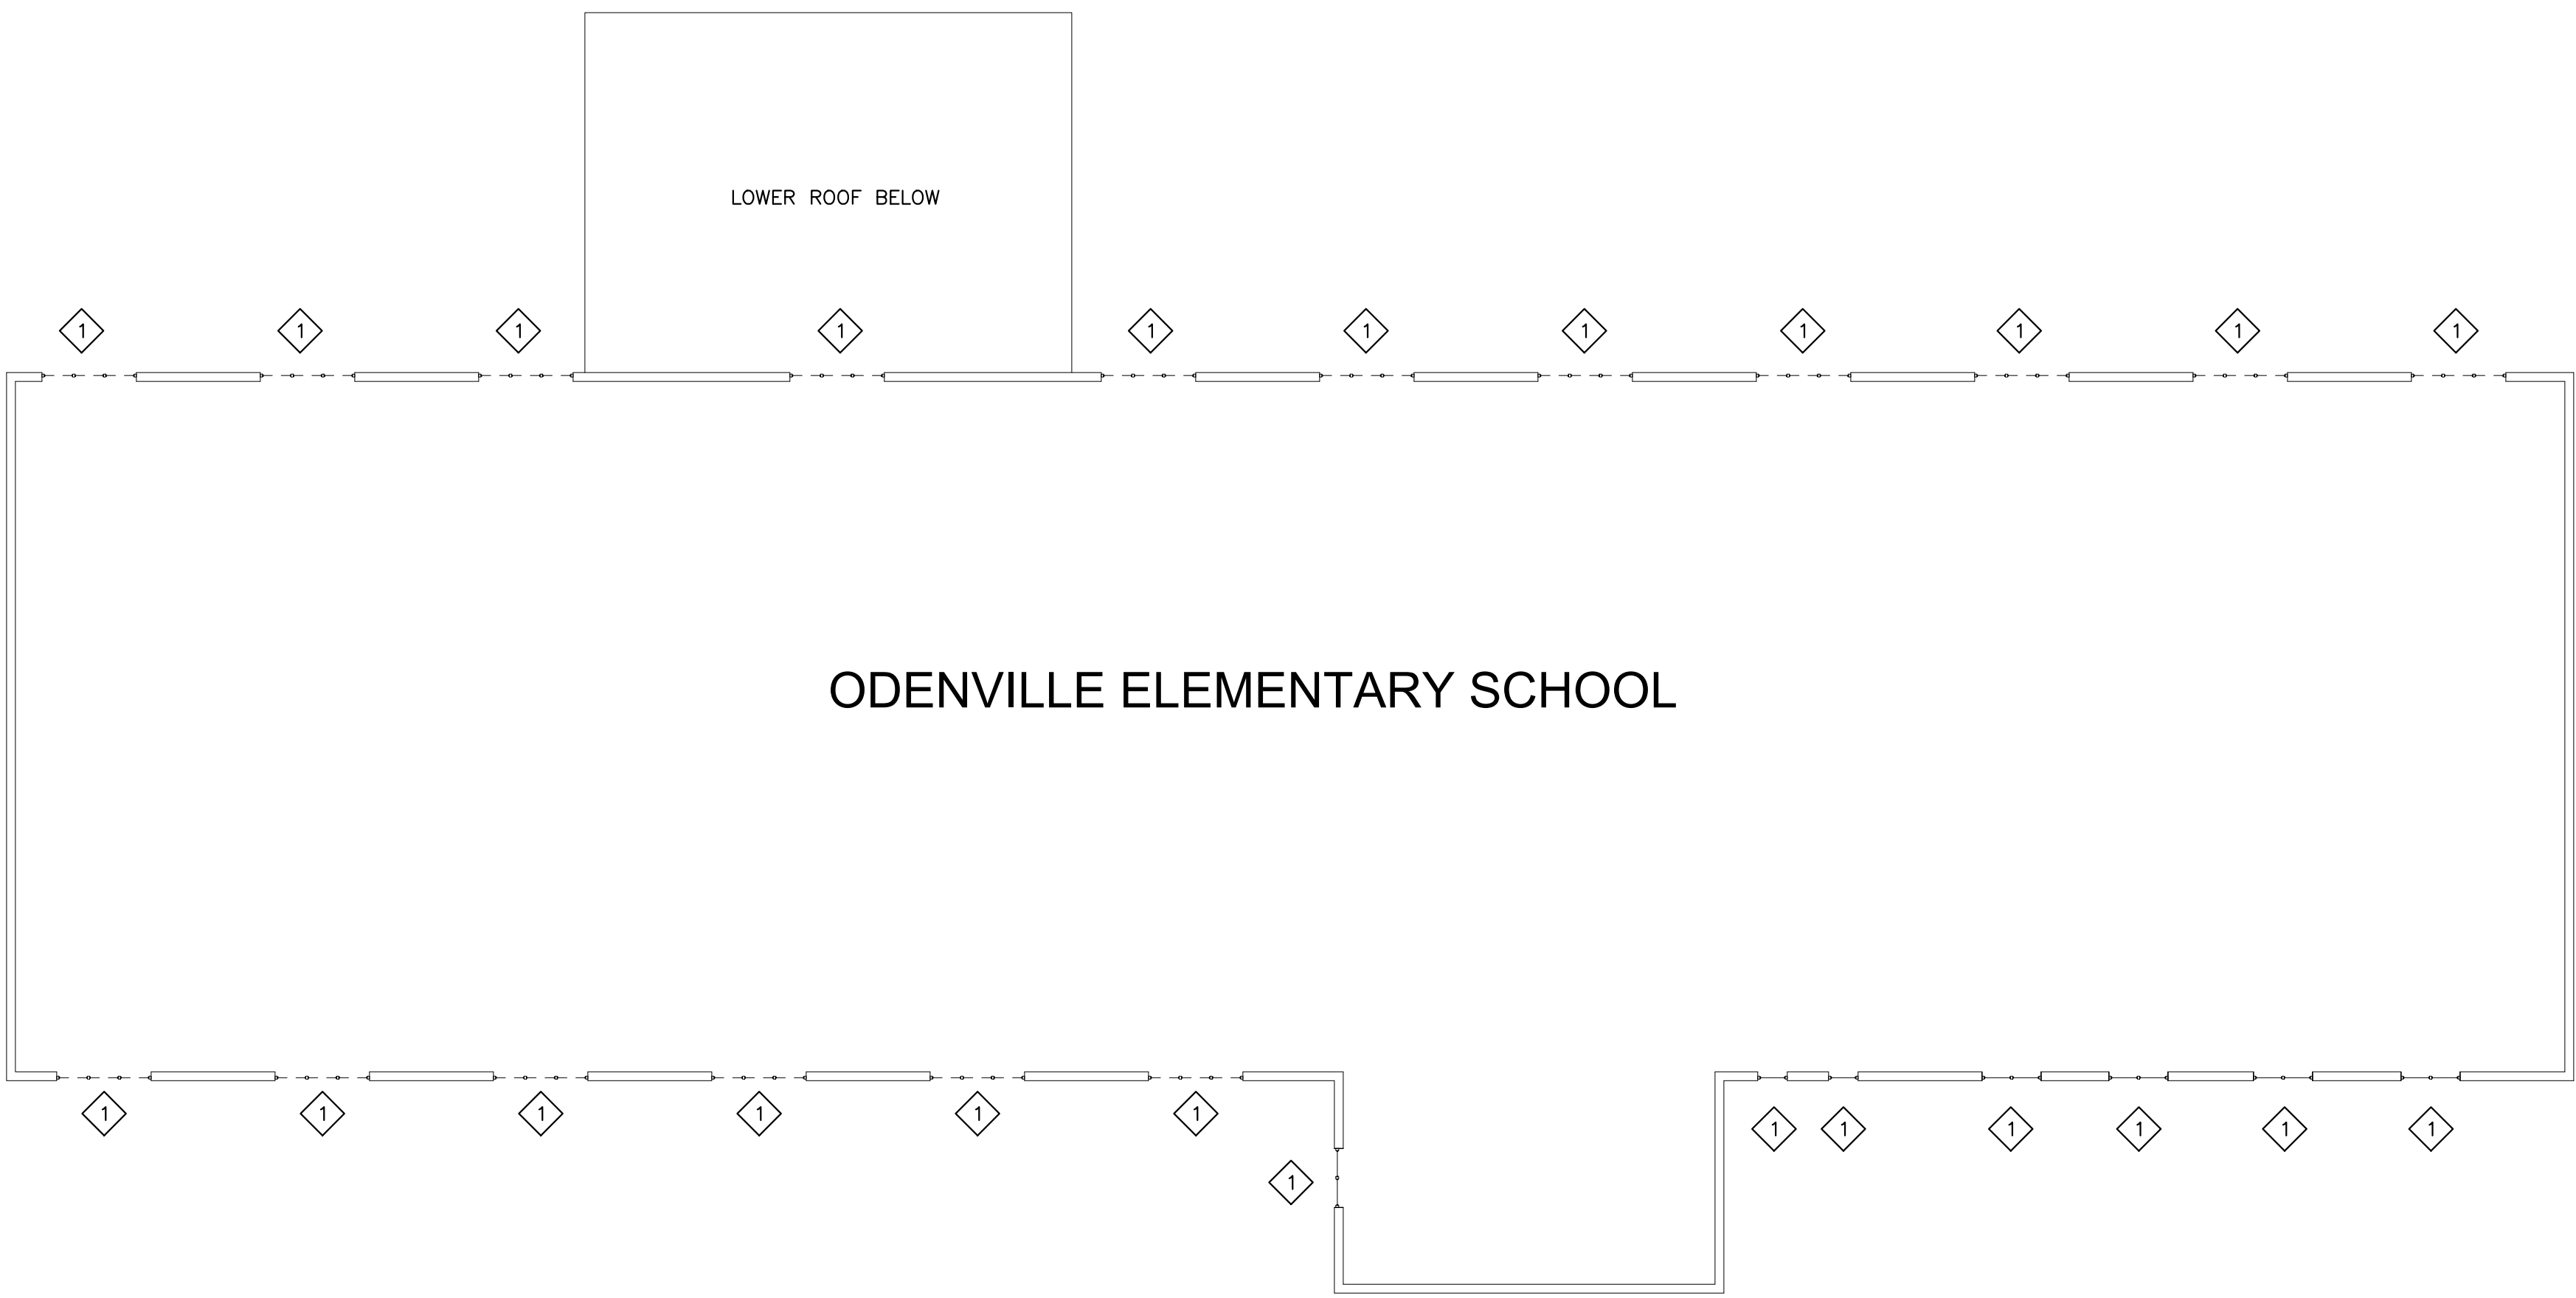 LOWER ROOF BELOW
1 1 1 1 1 1 1 1 1 1 1
ODENVILLE ELEMENTARY SCHOOL
1 1 1 1 1 1
1 1 1 1 1 1
1